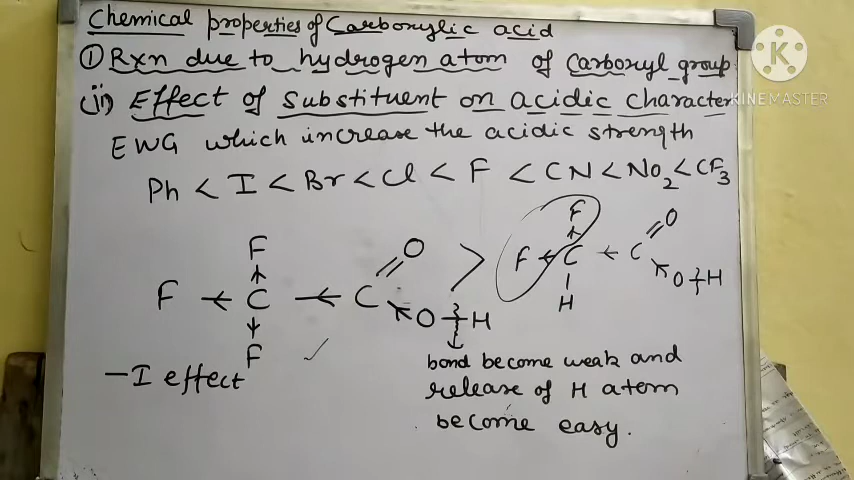 Chemical properties of Carboxylic acid
① Rxn due to hydrogen atom of Carboxyl group
(ii) Effect of substituent on acidic character
KINEMASTER
EWG which increase the acidic strength
Ph < I < Br < Cl < F < CN < NO2 < CF3
F
F
F C C O > F C C O
O H
H
O H
F
- I effect
bond become weak and
release of H atom
become easy.